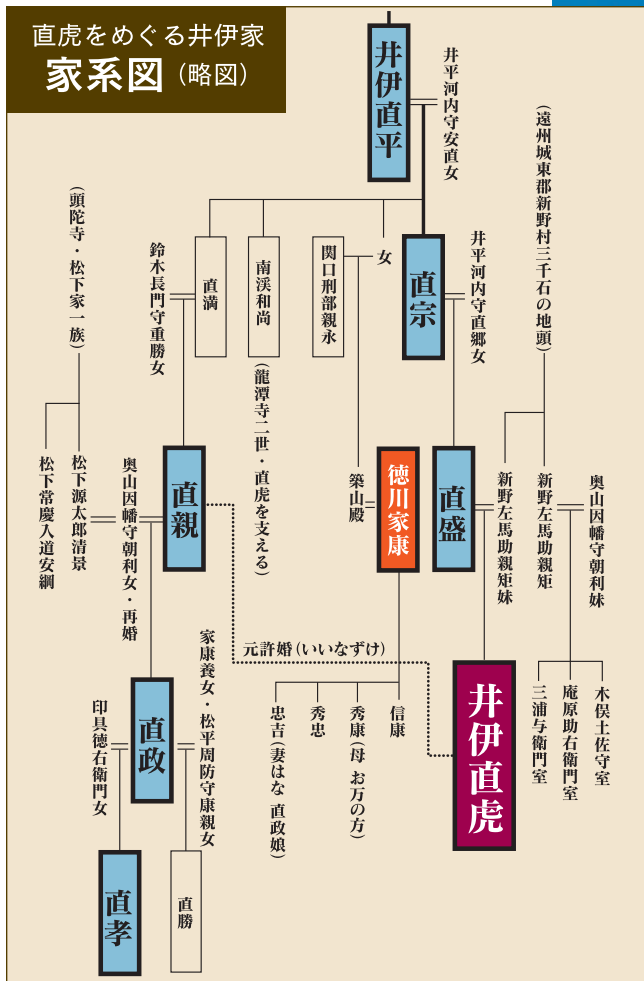 直虎をめぐる井伊家
家系図（略図）
井伊直平
井平河内守安直女
（遠州城東郡新野村三千石の地頭）
直宗
井平河内守直郷女
女
関口刑部親永
南渓和尚
（龍潭寺二世・直虎を支える）
直満
鈴木長門守重勝女
（頭陀寺・松下家一族）
奥山因幡守朝利妹
新野左馬助親矩
新野左馬助親矩妹
直盛
徳川家康
築山殿
直親
奥山因幡守朝利女・再婚
松下源太郎清景
松下常慶入道安綱
元許婚（いいなずけ）
木俣土佐守室
庵原助右衛門室
三浦与衛門室
井伊直虎
信康
秀康（母 お万の方）
秀忠
忠吉（妻はな 直政娘）
家康養女・松平周防守康親女
直政
印具徳右衛門女
直勝
直孝